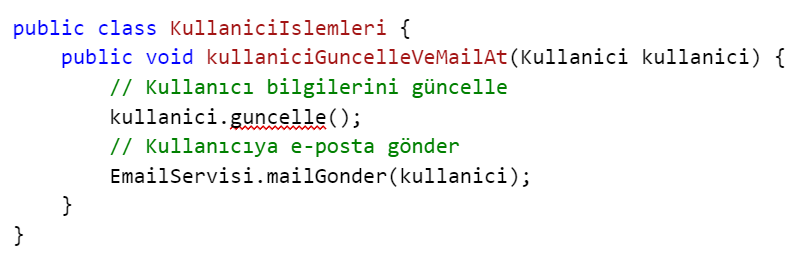 public class KullaniciIslemleri {
    public void kullaniciGuncelleVeMailAt(Kullanici kullanici) {
        // Kullanıcı bilgilerini güncelle
        kullanici.guncelle();
        // Kullanıcıya e-posta gönder
        EmailServisi.mailGonder(kullanici);
    }
}